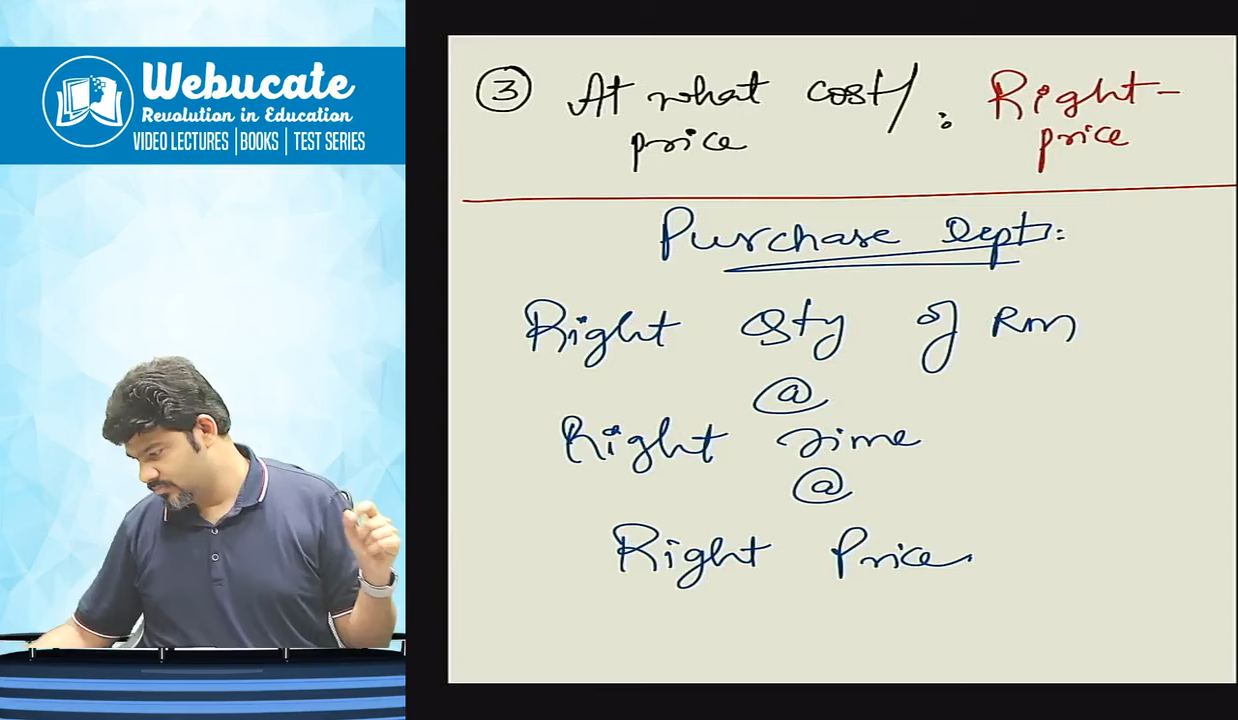 Webucate
Revolution in Education
VIDEO LECTURES | BOOKS | TEST SERIES
③ At what cost/ : Right-
price price
Purchase Dept:
Right Qty of RM
@
Right Time
@
Right Price.